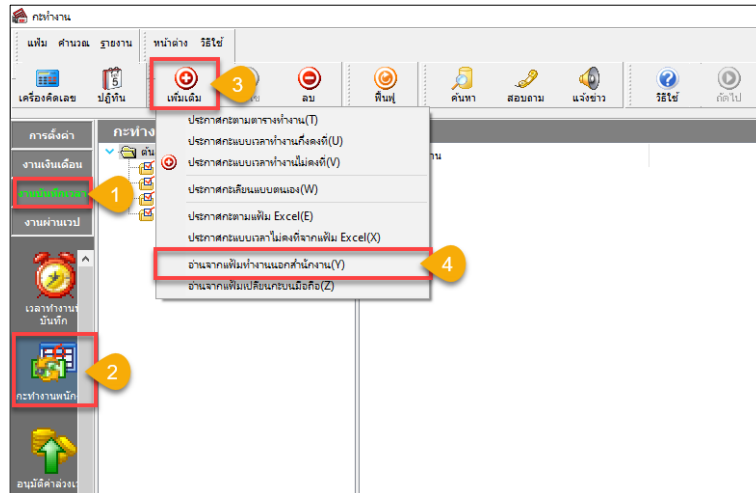 กะทำงาน
แฟ้ม คำนวณ ฐายงาน หน้าต่าง วิธีใช้
3
เครื่องคิดเลข ปฏิทิน เพิ่มเติม ลบ ฟื้นฟู ค้นหา สอบถาม แจ้งข่าว วิธีใช้ ถัดไป
การตั้งค่า
งานเงินเดือน
งานบันทึกเวลา
งานผ่านเวป
1
เวลาทำงานที่
บันทึก
2
กะทำงานพนัก
อนุมัติค่าล่วงเ
กะทำง
ต้น
ประกาศกะตามตารางทำงาน(T)
ประกาศกะแบบเวลาทำงานกึ่งคงที่(U)
ประกาศกะแบบเวลาทำงานไม่คงที่(V)
ประกาศกะเลียนแบบตนเอง(W)
ประกาศกะตามแฟ้ม Excel(E)
ประกาศกะแบบเวลาไม่คงที่จากแฟ้ม Excel(X)
อ่านจากแฟ้มทำงานนอกสำนักงาน(Y)
4
อ่านจากแฟ้มเปลี่ยนกะบนมือถือ(Z)